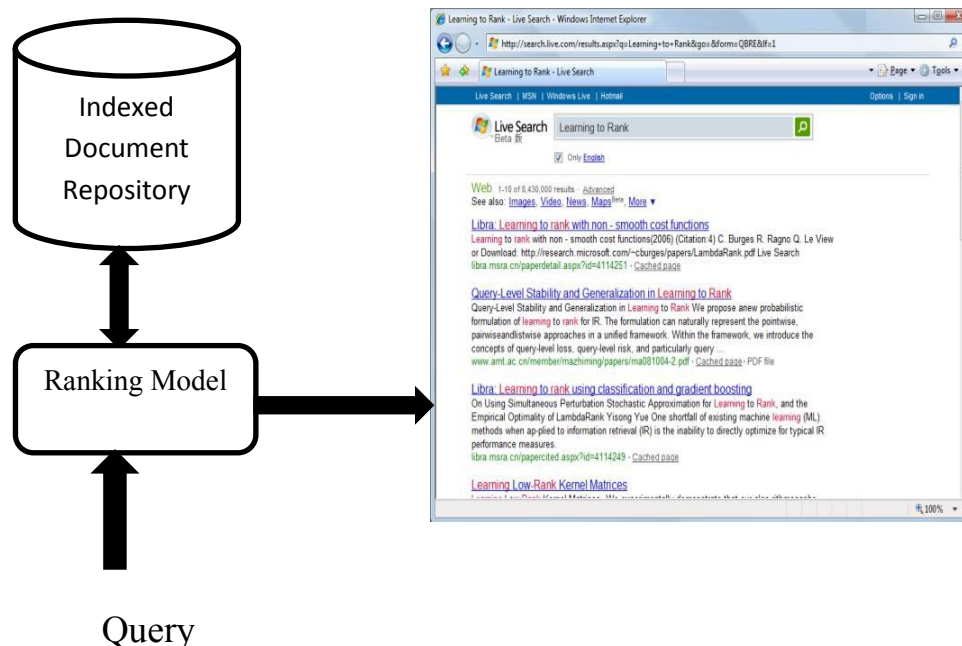 Indexed
Document
Repository
Ranking Model
Query
Learning to Rank - Live Search - Windows Internet Explorer
http://search.live.com/results.aspx?q=Learning+to+Rank&go=&form=QBRE&lf=1
Learning to Rank - Live Search
Page Tools
Live Search | MSN | Windows Live | Hotmail Options | Sign in
Live Search Learning to Rank
Beta 版
Only English
Web 1-10 of 8,430,000 results - Advanced
See also: Images, Video, News, Maps Beta, More
Libra: Learning to rank with non - smooth cost functions
Learning to rank with non - smooth cost functions(2006) (Citation:4) C. Burges R. Ragno Q. Le View
or Download: http://research.microsoft.com/~cburges/papers/LambdaRank.pdf Live Search
libra.msra.cn/paperdetail.aspx?id=4114251 - Cached page
Query-Level Stability and Generalization in Learning to Rank
Query-Level Stability and Generalization in Learning to Rank We propose anew probabilistic
formulation of learning to rank for IR. The formulation can naturally represent the pointwise,
pairwiseandlistwise approaches in a unified framework. Within the framework, we introduce the
concepts of query-level loss, query-level risk, and particularly query ...
www.amt.ac.cn/member/mazhiming/papers/ma081004-2.pdf - Cached page - PDF file
Libra: Learning to rank using classification and gradient boosting
On Using Simultaneous Perturbation Stochastic Approximation for Learning to Rank, and the
Empirical Optimality of LambdaRank Yisong Yue One shortfall of existing machine learning (ML)
methods when ap-plied to information retrieval (IR) is the inability to directly optimize for typical IR
performance measures.
libra.msra.cn/papercited.aspx?id=4114249 - Cached page
Learning Low-Rank Kernel Matrices
100%